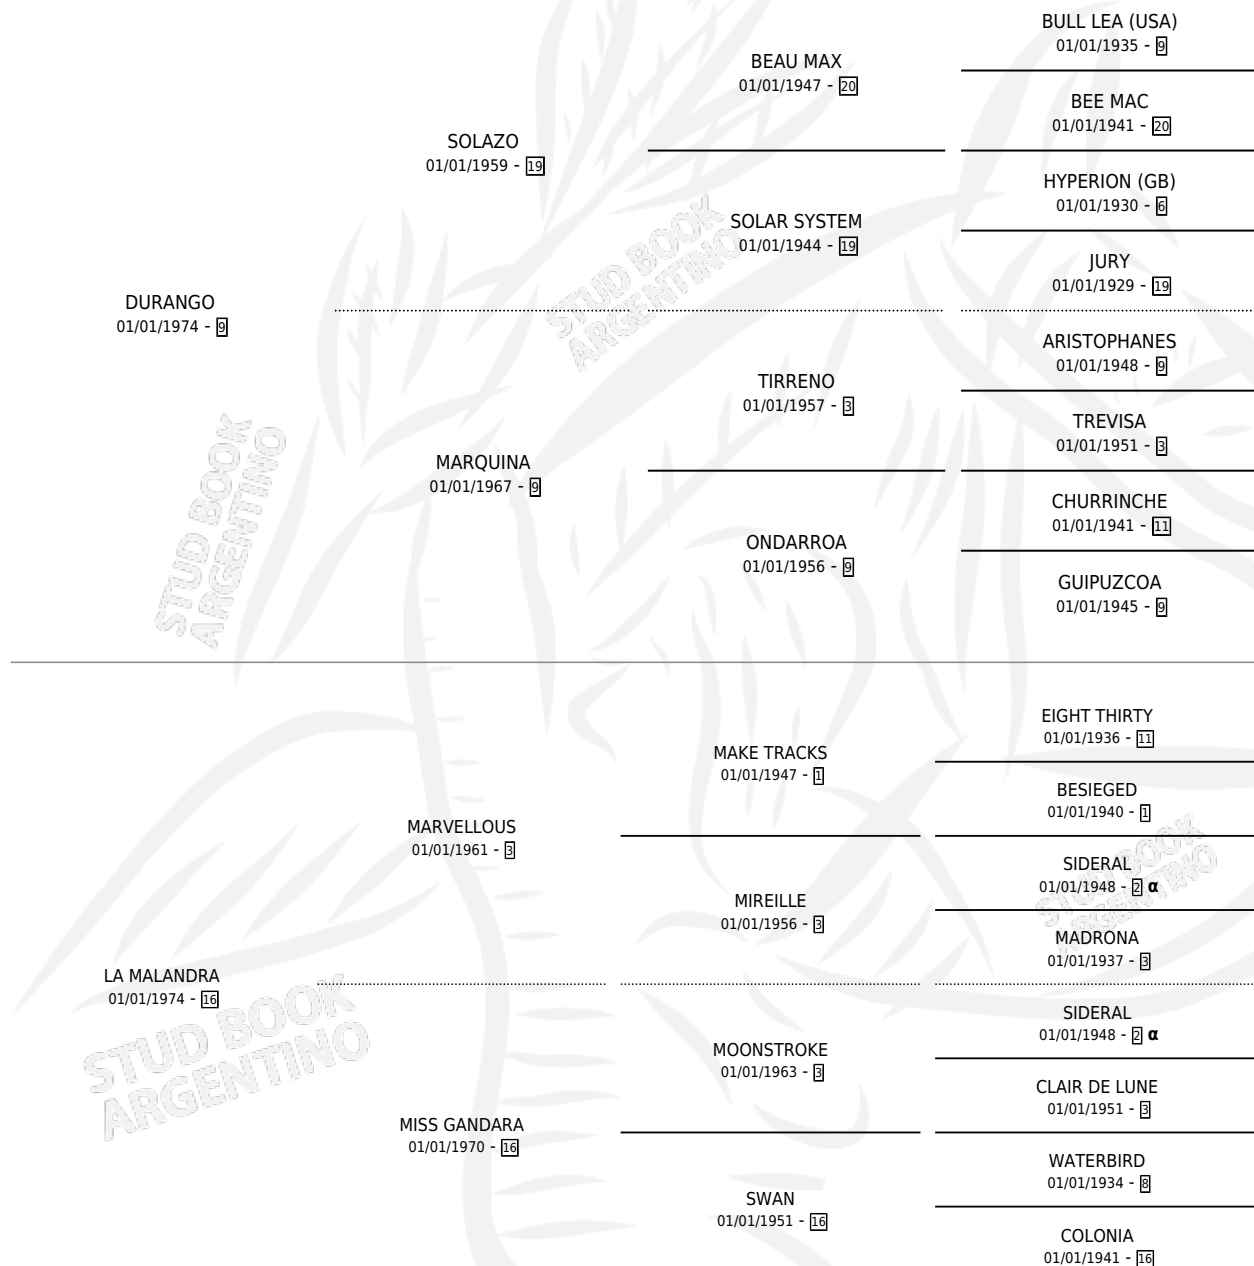 BULL LEA (USA)
01/01/1935 - 9
BEAU MAX
01/01/1947 - 20
BEE MAC
01/01/1941 - 20
SOLAZO
01/01/1959 - 19
HYPERION (GB)
01/01/1930 - 6
SOLAR SYSTEM
01/01/1944 - 19
JURY
01/01/1929 - 19
DURANGO
01/01/1974 - 9
STUD BOOK
ARGENTINO
ARISTOPHANES
01/01/1948 - 9
TIRRENO
01/01/1957 - 3
TREVISA
01/01/1951 - 3
MARQUINA
01/01/1967 - 9
CHURRINCHE
01/01/1941 - 11
ONDARROA
01/01/1956 - 9
GUIPUZCOA
01/01/1945 - 9
STUD BOOK
ARGENTINO
EIGHT THIRTY
01/01/1936 - 11
MAKE TRACKS
01/01/1947 - 1
BESIEGED
01/01/1940 - 1
MARVELLOUS
01/01/1961 - 3
SIDERAL
01/01/1948 - 2 α
MIREILLE
01/01/1956 - 3
MADRONA
01/01/1937 - 3
STUD BOOK
ARGENTINO
LA MALANDRA
01/01/1974 - 16
SIDERAL
01/01/1948 - 2 α
MOONSTROKE
01/01/1963 - 3
CLAIR DE LUNE
01/01/1951 - 3
STUD BOOK
ARGENTINO
MISS GANDARA
01/01/1970 - 16
WATERBIRD
01/01/1934 - 8
SWAN
01/01/1951 - 16
COLONIA
01/01/1941 - 16